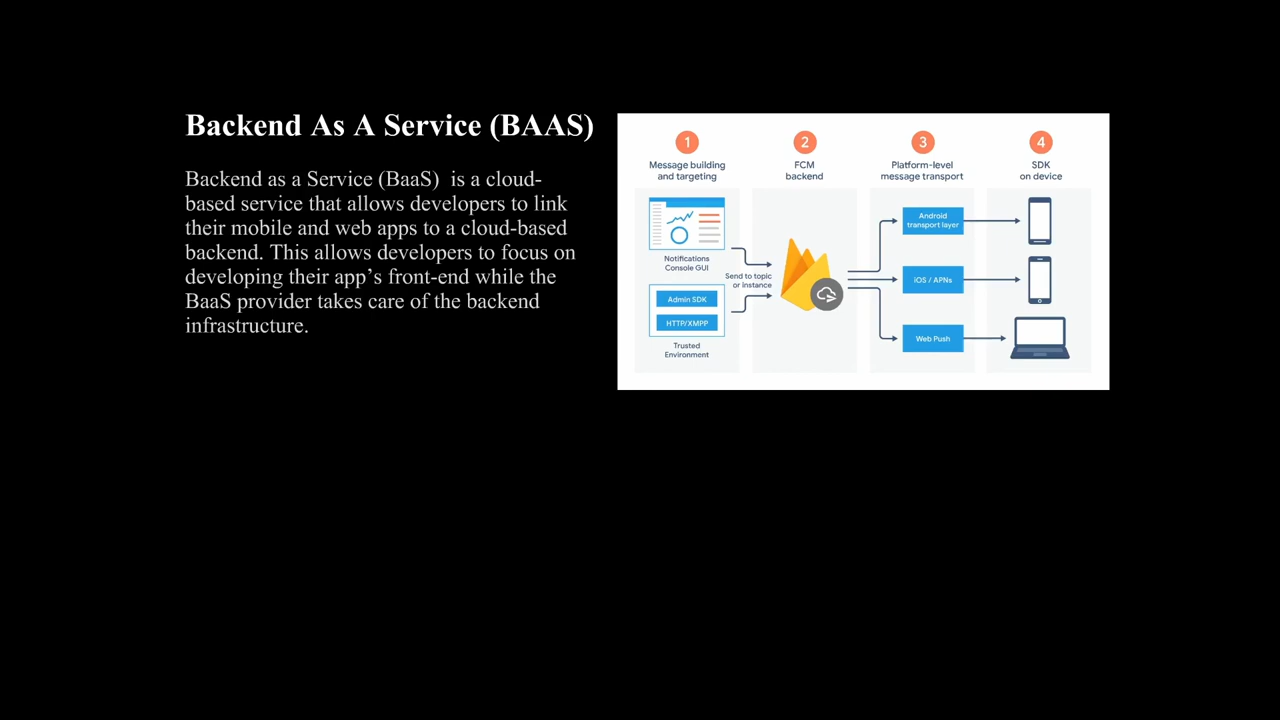 Backend As A Service (BAAS)
Backend as a Service (BaaS)  is a cloud-
based service that allows developers to link
their mobile and web apps to a cloud-based
backend. This allows developers to focus on
developing their app's front-end while the
BaaS provider takes care of the backend
infrastructure.
1
Message building
and targeting
2
FCM
backend
3
Platform-level
message transport
4
SDK
on device
Notifications
Console GUI
Admin SDK
HTTP/XMPP
Trusted
Environment
Send to topic
or instance
Android
transport layer
iOS / APNs
Web Push